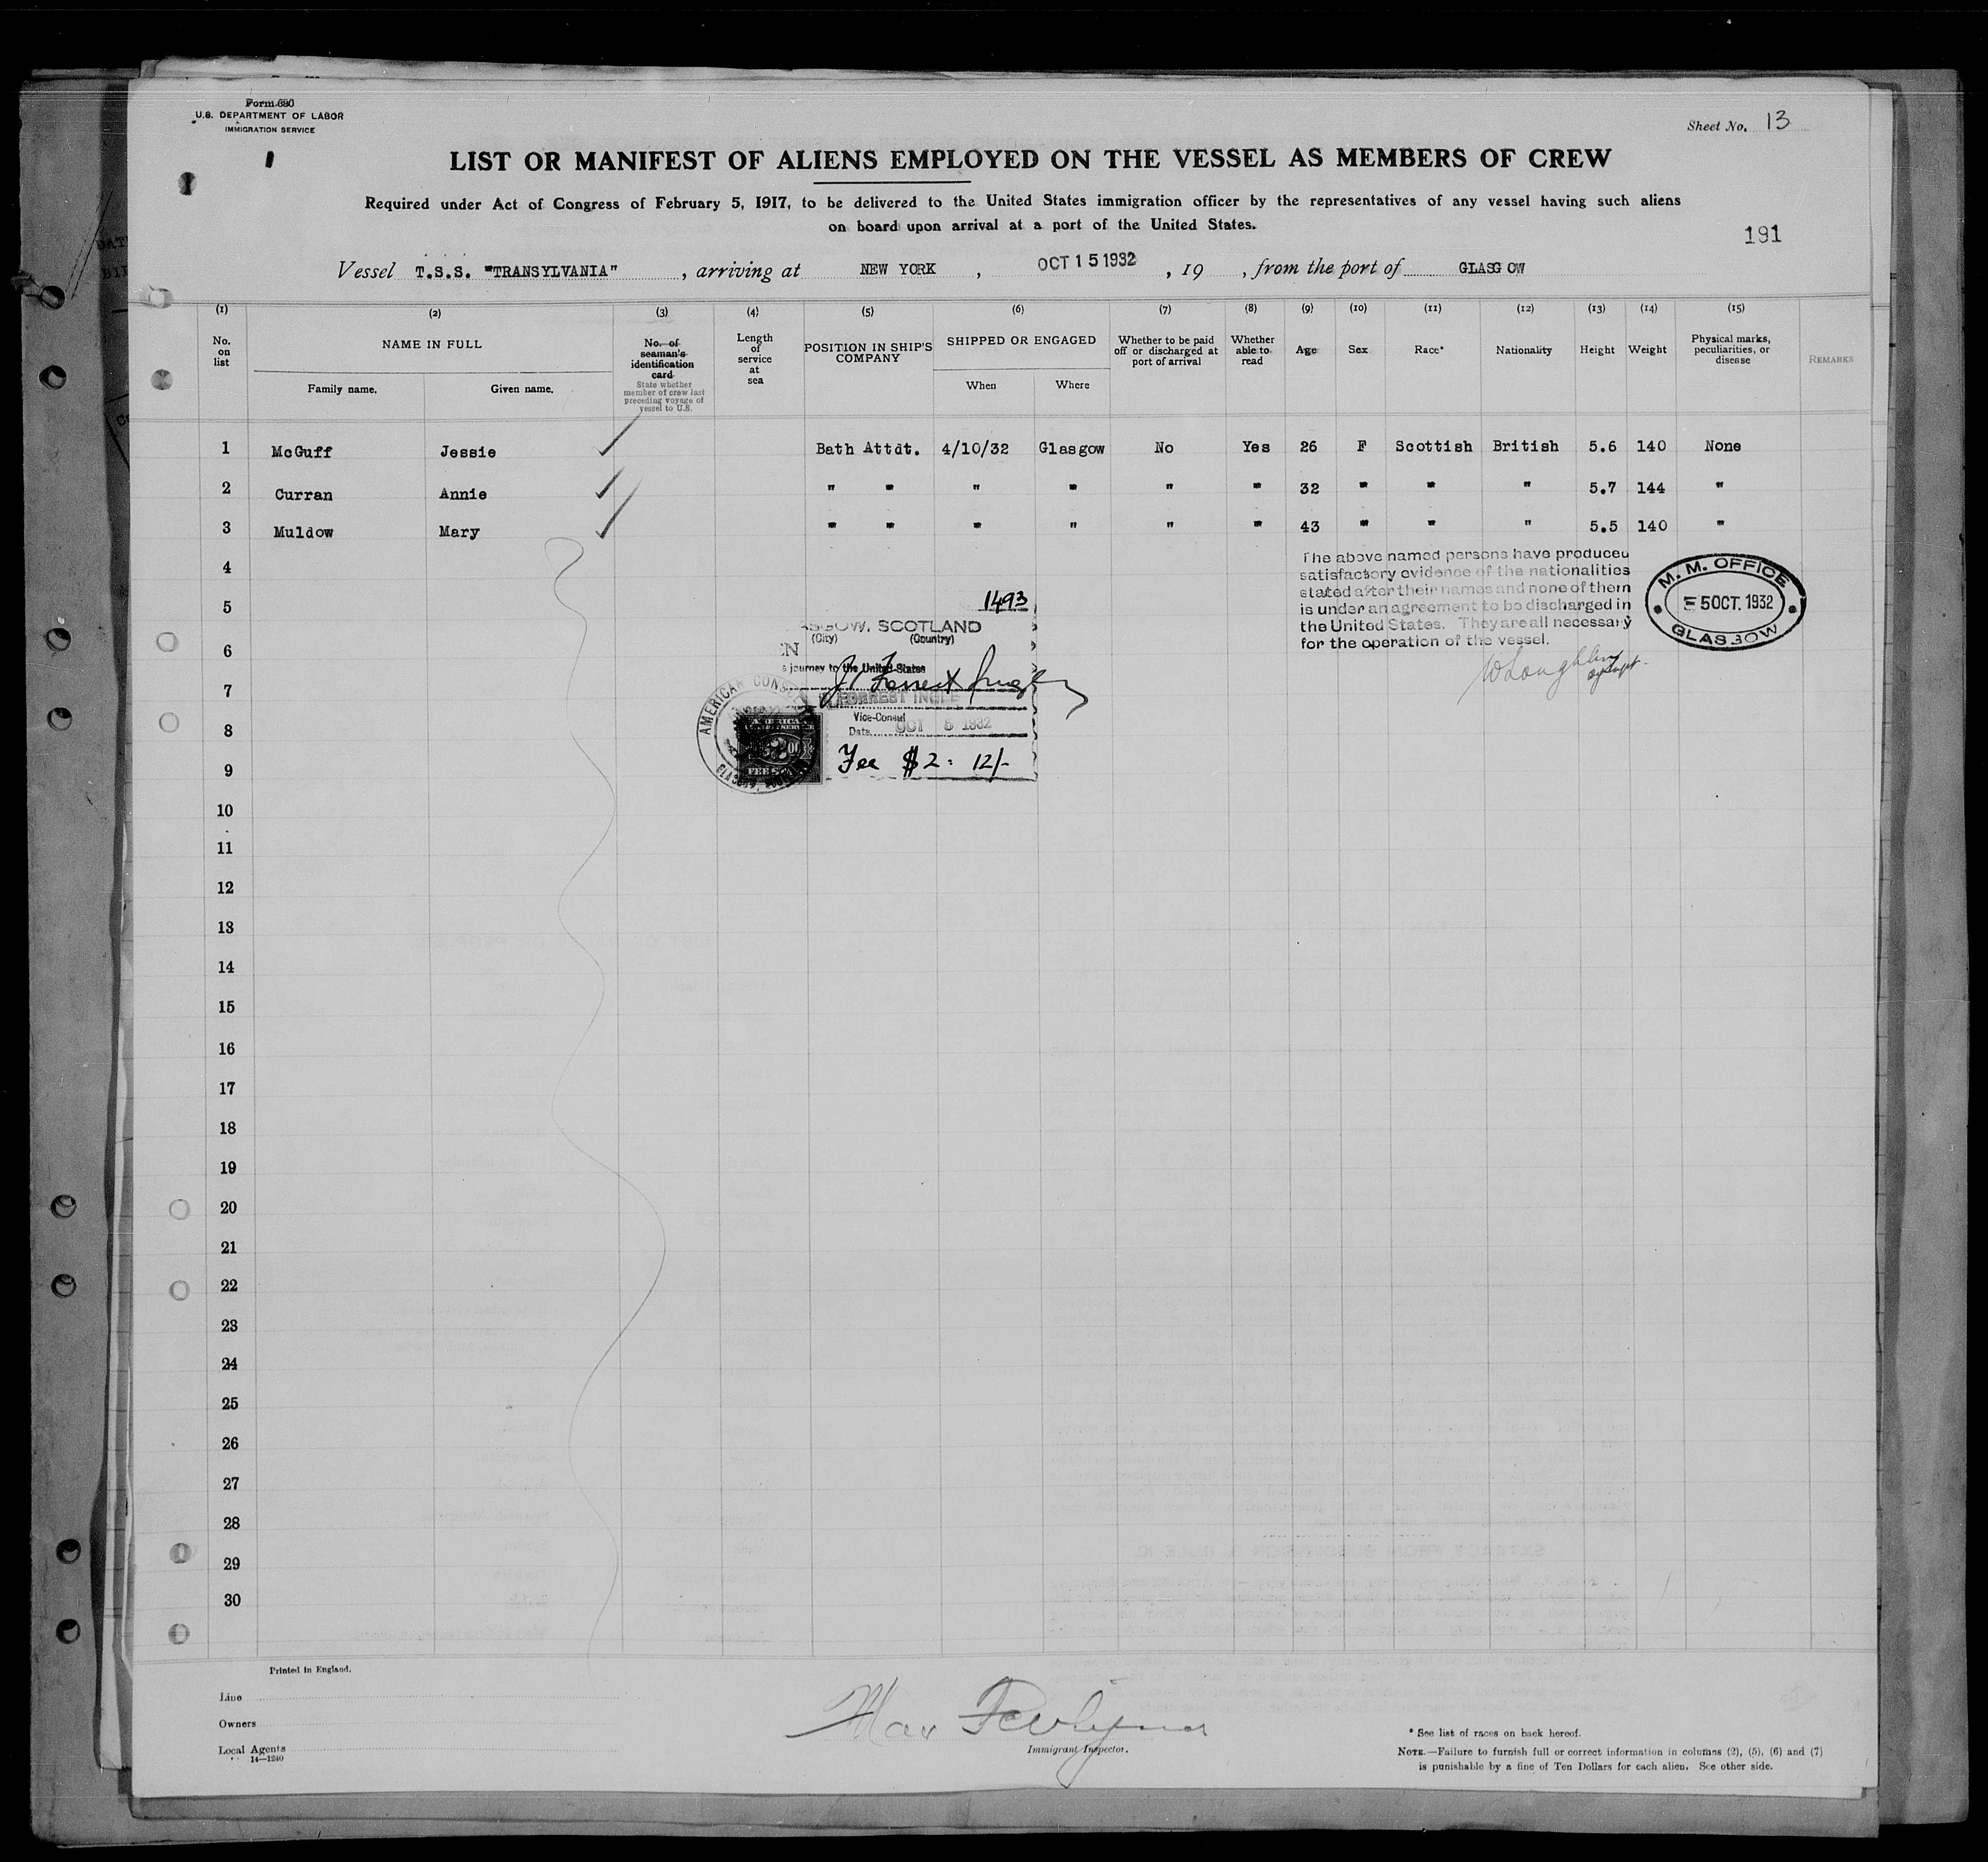 Form 680
U.S. DEPARTMENT OF LABOR
IMMIGRATION SERVICE
Sheet No. 13
LIST OR MANIFEST OF ALIENS EMPLOYED ON THE VESSEL AS MEMBERS OF CREW
Required under Act of Congress of February 5, 1917, to be delivered to the United States immigration officer by the representatives of any vessel having such aliens
on board upon arrival at a port of the United States.
191
Vessel T.S.S. "TRANSYLVANIA", arriving at NEW YORK, OCT 15 1932, 19 , from the port of GLASGOW
(1) (2) (3) (4) (5) (6) (7) (8) (9) (10) (11) (12) (13) (14) (15)
No. on list
NAME IN FULL
Family name. Given name.
No. of seaman's identification card
State whether member of crew last preceding voyage of vessel to U.S.
Length of service at sea
POSITION IN SHIP'S COMPANY
SHIPPED OR ENGAGED
When Where
Whether to be paid off or discharged at port of arrival
Whether able to read
Age
Sex
Race*
Nationality
Height
Weight
Physical marks, peculiarities, or disease
REMARKS
1 McGuff Jessie Bath Attdt. 4/10/32 Glasgow No Yes 26 F Scottish British 5.6 140 None
2 Curran Annie " " " " " " 32 " " " 5.7 144 "
3 Muldow Mary " " " " " " 43 " " " 5.5 140 "
4
5
6
7
8
9
10
11
12
13
14
15
16
17
18
19
20
21
22
23
24
25
26
27
28
29
30
The above named persons have produced
satisfactory evidence of the nationalities
stated after their names and none of them
is under an agreement to be discharged in
the United States. They are all necessary
for the operation of the vessel.
M. M. OFFICE
5 OCT. 1932
GLASGOW
1493
SCOTLAND
(City) (Country)
journey to the United States
FORREST INGLE
Vice-Consul
Date OCT 5 1932
Fee $2 = 12/-
AMERICAN CONS
Printed in England.
Line
Owners
Local Agents
14—1240
Immigrant Inspector.
* See list of races on back hereof.
NOTE.—Failure to furnish full or correct information in columns (2), (5), (6) and (7)
is punishable by a fine of Ten Dollars for each alien. See other side.